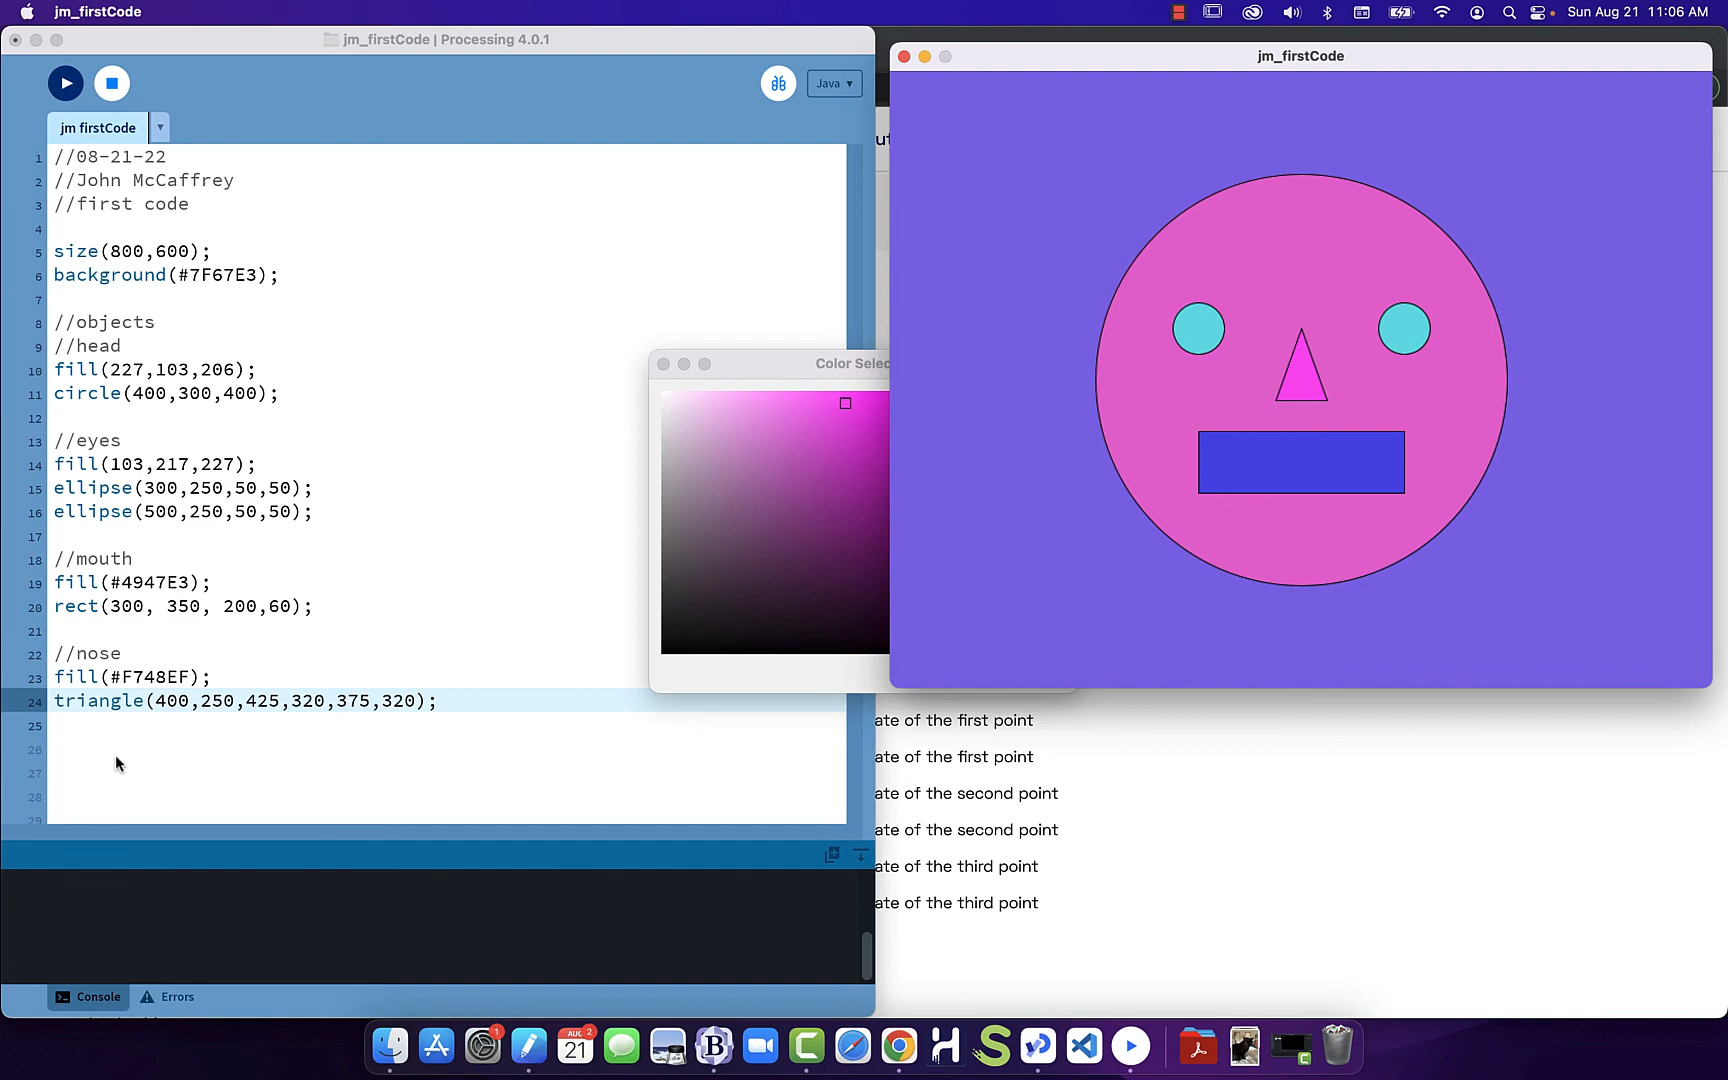 jm_firstCode
Sun Aug 21 11:06 AM
jm_firstCode | Processing 4.0.1
Java ▾
jm firstCode ▾
1 //08-21-22
2 //John McCaffrey
3 //first code
4
5 size(800,600);
6 background(#7F67E3);
7
8 //objects
9 //head
10 fill(227,103,206);
11 circle(400,300,400);
12
13 //eyes
14 fill(103,217,227);
15 ellipse(300,250,50,50);
16 ellipse(500,250,50,50);
17
18 //mouth
19 fill(#4947E3);
20 rect(300, 350, 200,60);
21
22 //nose
23 fill(#F748EF);
24 triangle(400,250,425,320,375,320);
25
26
27
28
29
Console
Errors
Color Selec
jm_firstCode
ate of the first point
ate of the first point
ate of the second point
ate of the second point
ate of the third point
ate of the third point
1
AUG 2
21
B